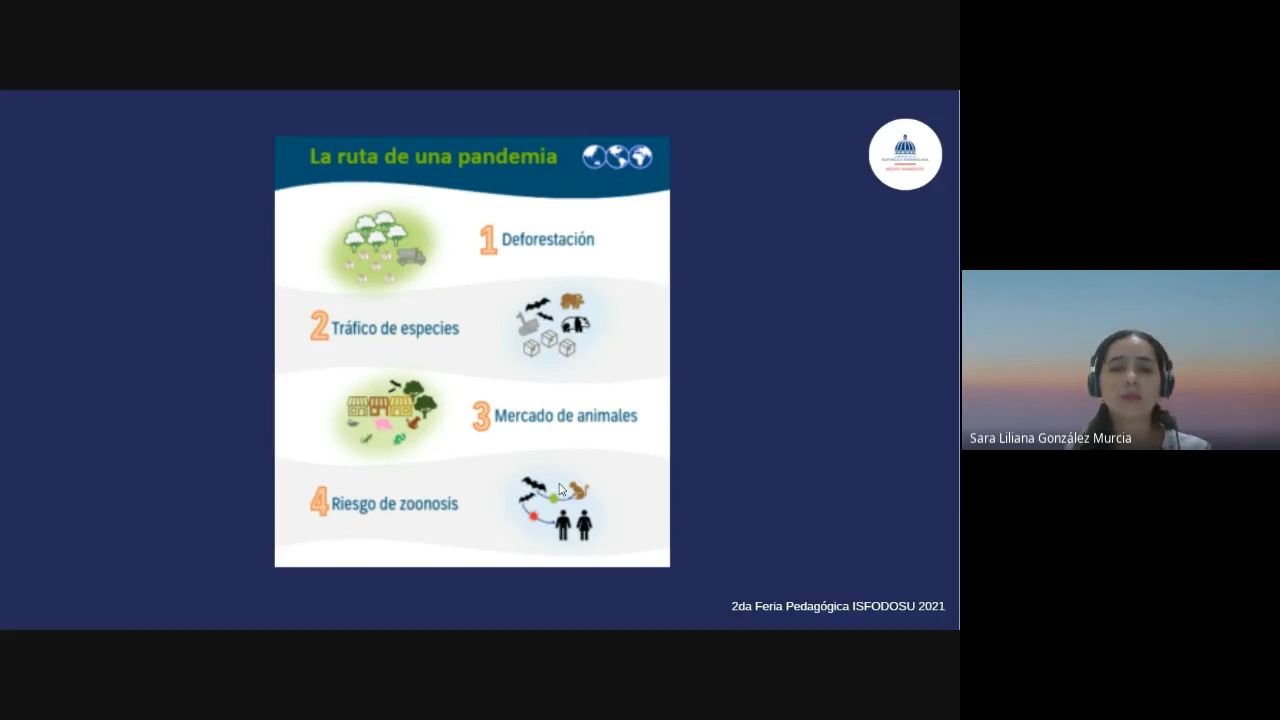 La ruta de una pandemia
1 Deforestación
2 Tráfico de especies
3 Mercado de animales
4 Riesgo de zoonosis
2da Feria Pedagógica ISFODOSU 2021
Sara Liliana González Murcia